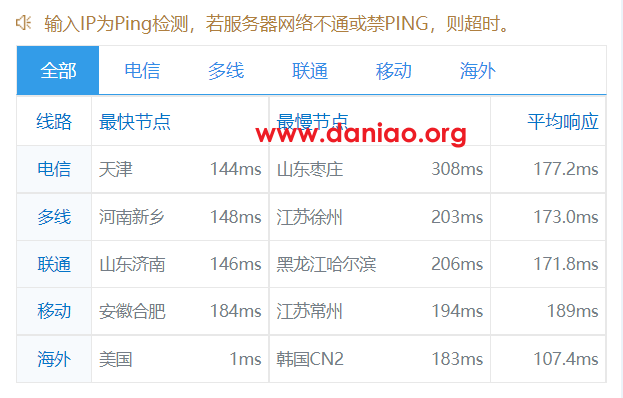 输入IP为Ping检测，若服务器网络不通或禁PING，则超时。
全部 电信 多线 联通 移动 海外
线路 最快节点 最慢节点 平均响应
www.daniao.org
电信 天津 144ms 山东枣庄 308ms 177.2ms
多线 河南新乡 148ms 江苏徐州 203ms 173.0ms
联通 山东济南 146ms 黑龙江哈尔滨 206ms 171.8ms
移动 安徽合肥 184ms 江苏常州 194ms 189ms
海外 美国 1ms 韩国CN2 183ms 107.4ms